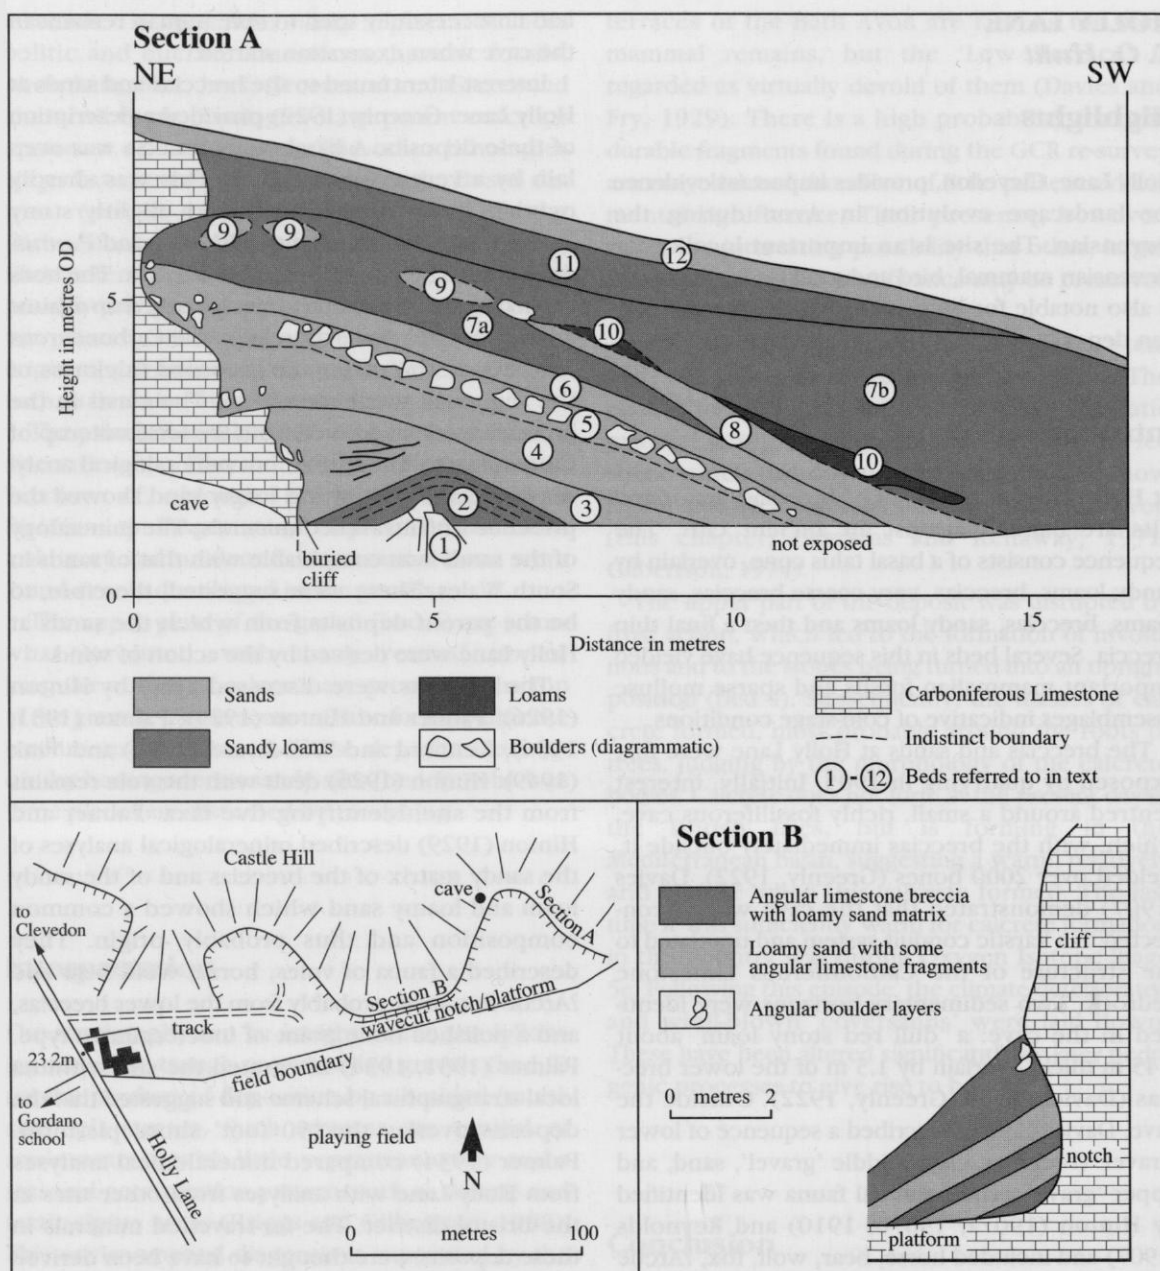 Section A
NE
SW
Height in metres OD
5
0
9
9
11
12
9
7a
10
7b
6
5
8
4
10
2
3
1
cave
buried
cliff
not exposed
0
5
10
15
Distance in metres
Sands
Loams
Carboniferous Limestone
Indistinct boundary
Sandy loams
Boulders (diagrammatic)
1 - 12 Beds referred to in text
Castle Hill
cave
Section A
to
Clevedon
Section B
wavecut notch/platform
track
23.2m
field boundary
to
Gordano
school
playing field
Holly Lane
N
0 metres 100
Section B
Angular limestone breccia
with loamy sand matrix
Loamy sand with some
angular limestone fragments
Angular boulder layers
0 metres 2
cliff
notch
platform